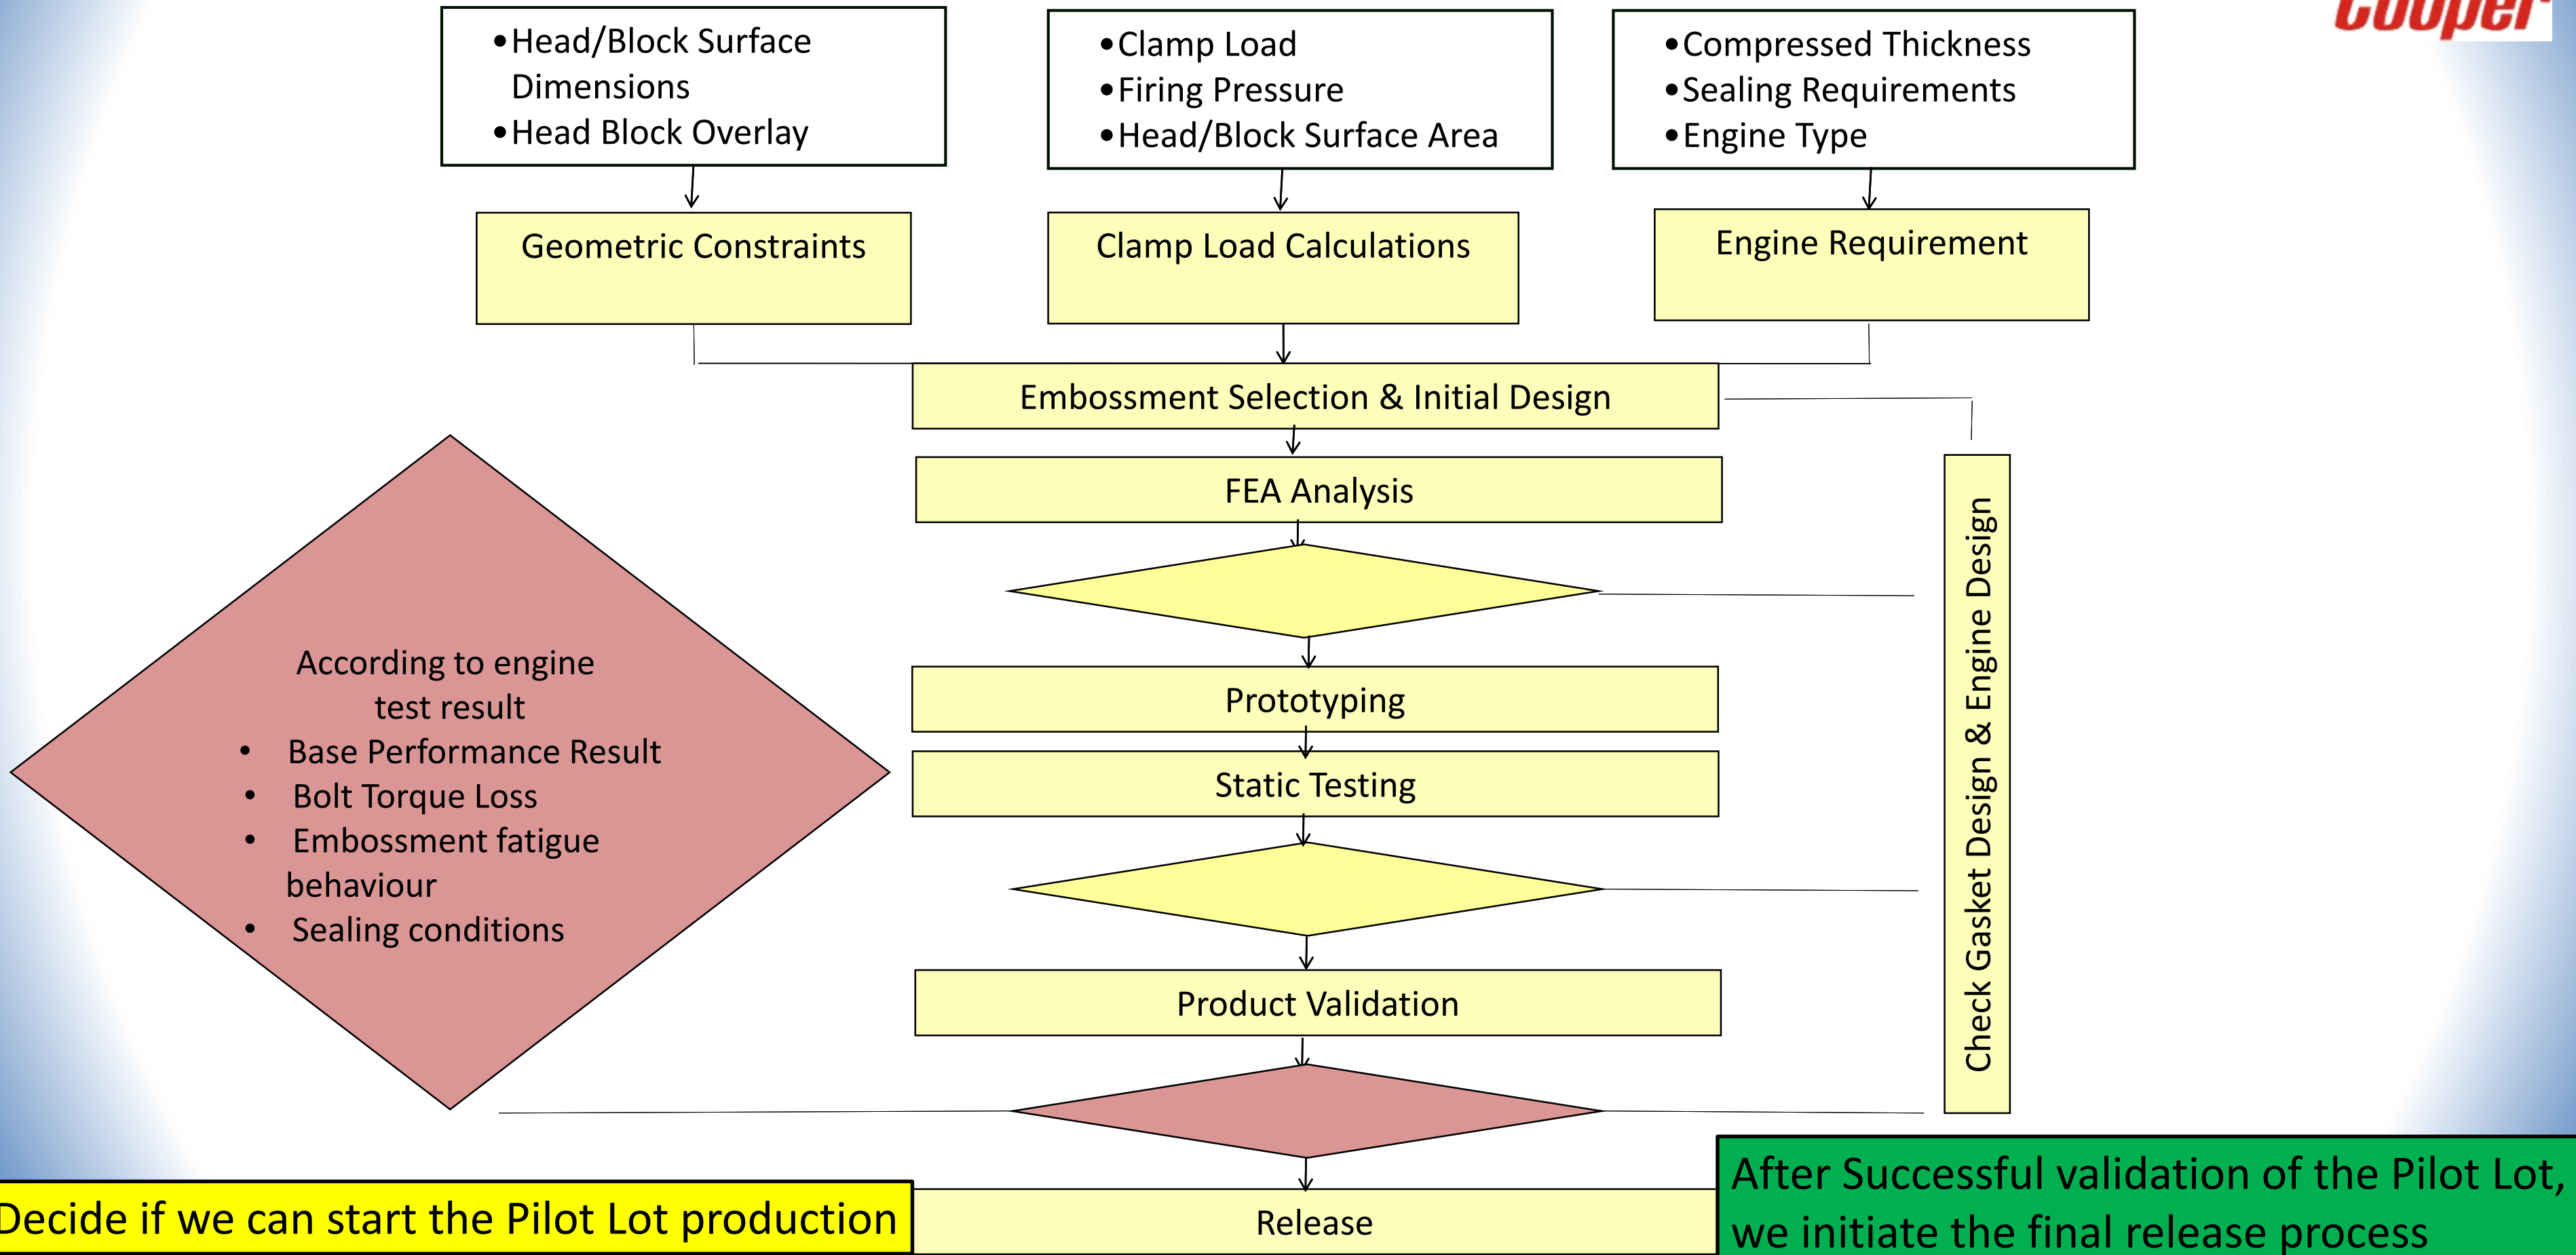 Cooper
•Head/Block Surface
Dimensions
•Head Block Overlay
•Clamp Load
•Firing Pressure
•Head/Block Surface Area
•Compressed Thickness
•Sealing Requirements
•Engine Type
Geometric Constraints
Clamp Load Calculations
Engine Requirement
Embossment Selection & Initial Design
FEA Analysis
Check Gasket Design & Engine Design
According to engine
test result
• Base Performance Result
• Bolt Torque Loss
• Embossment fatigue
behaviour
• Sealing conditions
Prototyping
Static Testing
Product Validation
Decide if we can start the Pilot Lot production
Release
After Successful validation of the Pilot Lot,
we initiate the final release process